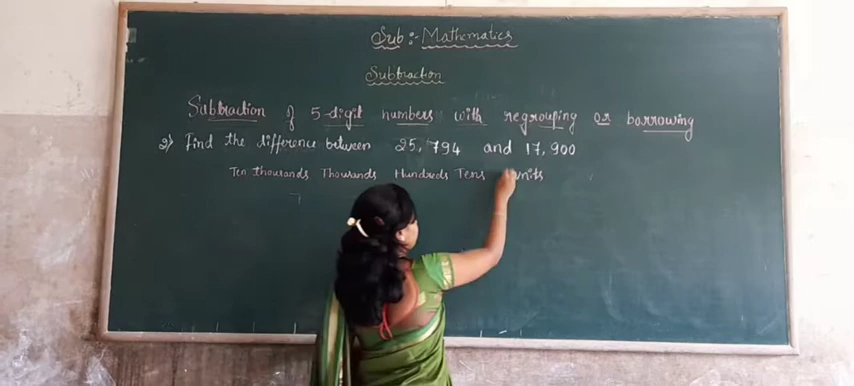 Sub :- Mathematics
Subtraction
Subtraction of 5-digit numbers with regrouping or borrowing
2) Find the difference between 25,794 and 17,900
Ten thousands Thousands Hundreds Tens Units